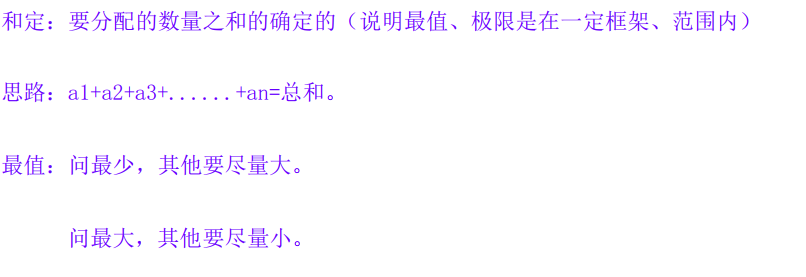 和定：要分配的数量之和的确定的（说明最值、极限是在一定框架、范围内）
思路：a1+a2+a3+......+an=总和。
最值：问最少，其他要尽量大。
问最大，其他要尽量小。